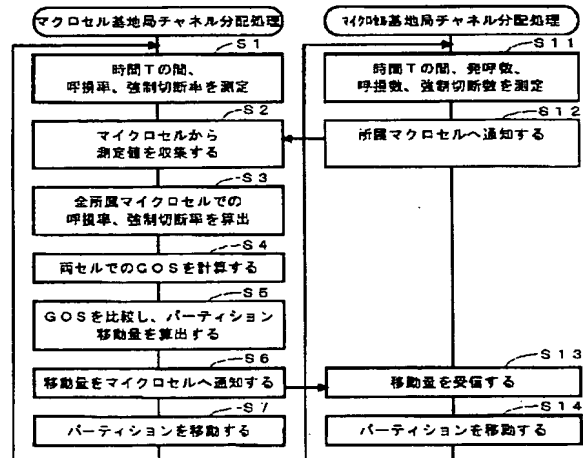 マクロセル基地局チャネル分配処理
S1
時間Tの間、
呼損率、強制切断率を測定
S2
マイクロセルから
測定値を収集する
S3
全所属マイクロセルでの
呼損率、強制切断率を算出
S4
両セルでのGOSを計算する
S5
GOSを比較し、パーティション
移動量を算出する
S6
移動量をマイクロセルへ通知する
S7
パーティションを移動する
マイクロセル基地局チャネル分配処理
S11
時間Tの間、発呼数、
呼損数、強制切断数を測定
S12
所属マクロセルへ通知する
S13
移動量を受信する
S14
パーティションを移動する